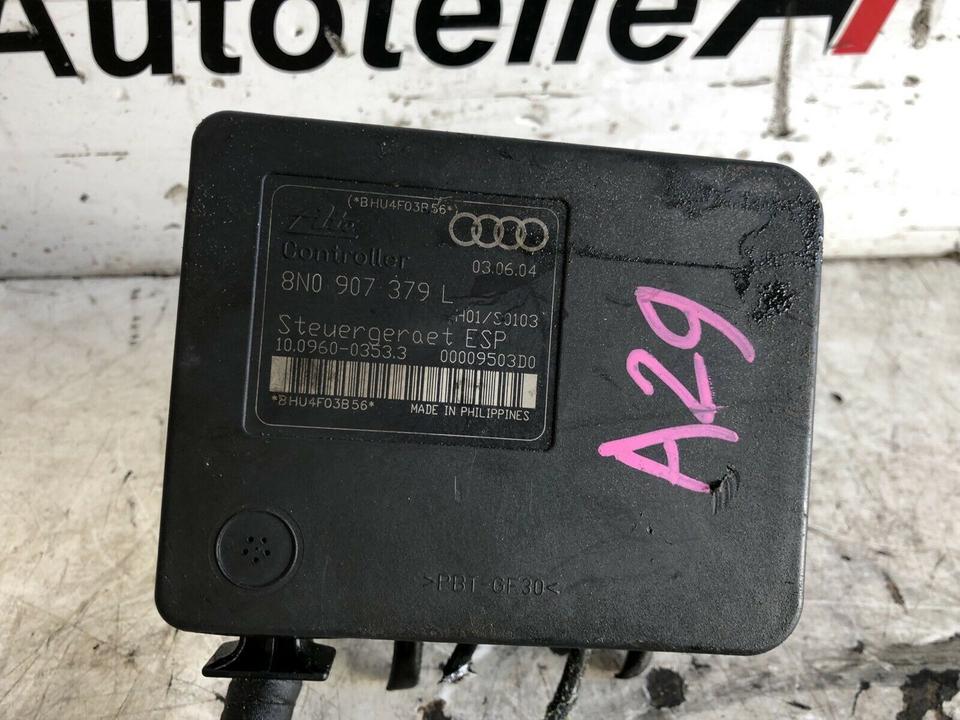 Autoteile
(*BHU4F03B56*)
Ate
Controller
03.06.04
8N0 907 379 L
H01/S0103
Steuergeraet ESP
10.0960-0353.3 00009503D0
*BHU4F03B56*
MADE IN PHILIPPINES
A29
>PBT-GF30<